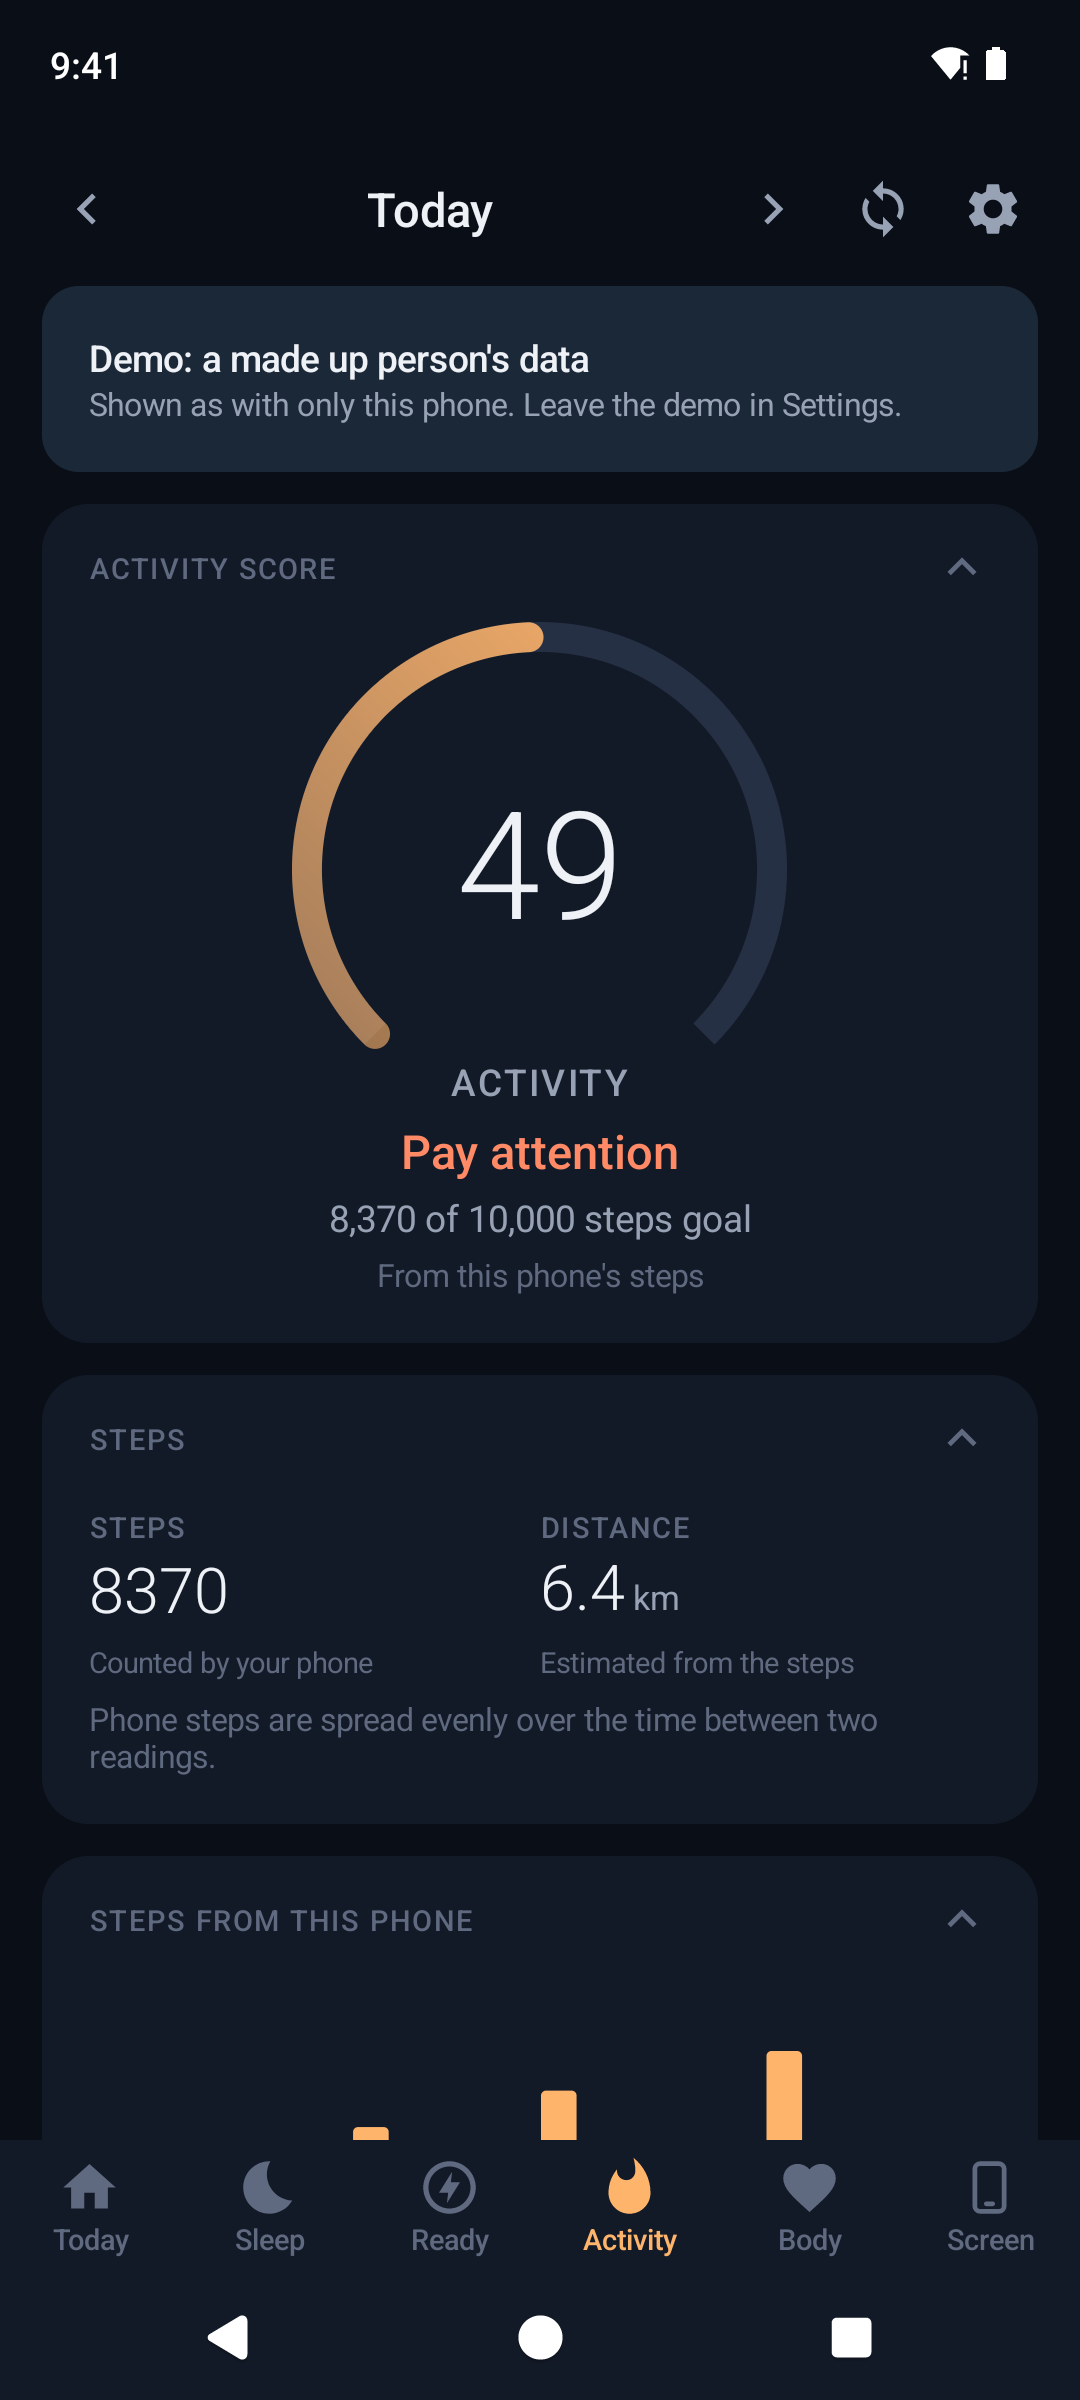 9:41
Today
Demo: a made up person's data
Shown as with only this phone. Leave the demo in Settings.
ACTIVITY SCORE
49
ACTIVITY
Pay attention
8,370 of 10,000 steps goal
From this phone's steps
STEPS
STEPS DISTANCE
8370 6.4 km
Counted by your phone Estimated from the steps
Phone steps are spread evenly over the time between two
readings.
STEPS FROM THIS PHONE
Today Sleep Ready Activity Body Screen